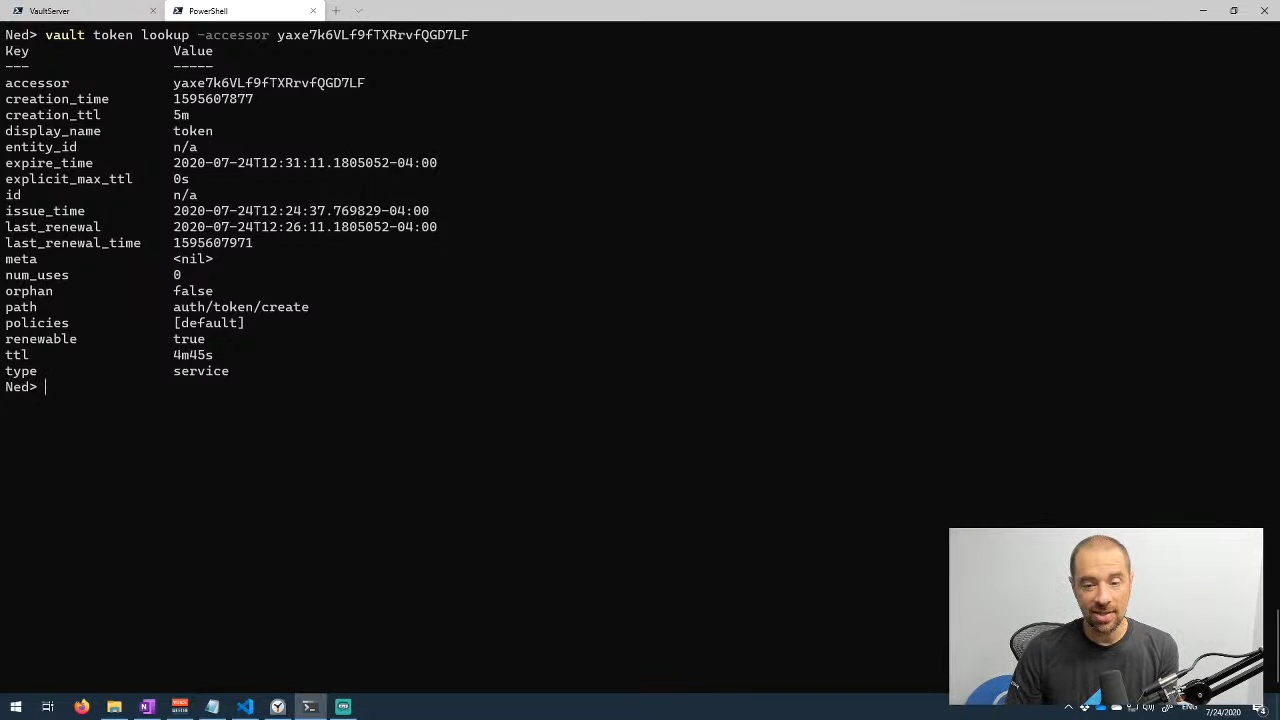 VaultServer
PowerShell
Ned> vault token lookup -accessor yaxe7k6VLf9fTXRrvfQGD7LF
Key Value
--- -----
accessor yaxe7k6VLf9fTXRrvfQGD7LF
creation_time 1595607877
creation_ttl 5m
display_name token
entity_id n/a
expire_time 2020-07-24T12:31:11.1805052-04:00
explicit_max_ttl 0s
id n/a
issue_time 2020-07-24T12:24:37.769829-04:00
last_renewal 2020-07-24T12:26:11.1805052-04:00
last_renewal_time 1595607971
meta <nil>
num_uses 0
orphan false
path auth/token/create
policies [default]
renewable true
ttl 4m45s
type service
Ned>
ENG
7/24/2020